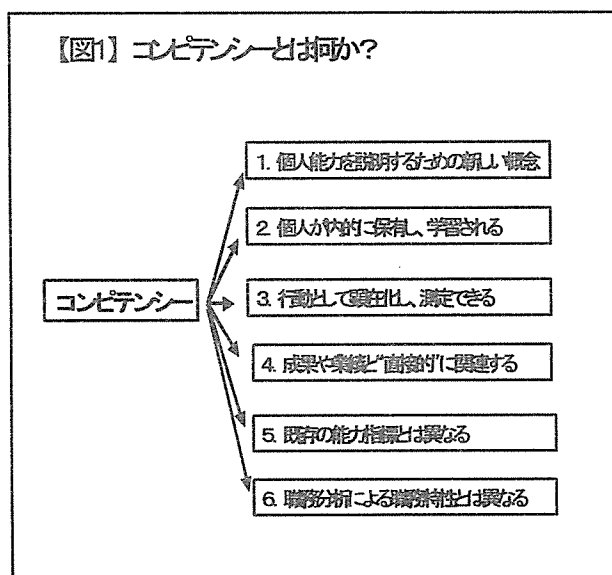 【図1】コンピテンシーとは何か?
1. 個人能力を説明するための新しい概念
2. 個人が内的に保有し、学習される
コンピテンシー
3. 行動として顕在化し、測定できる
4. 成果や業績と“直接的”に関連する
5. 既存の能力指標とは異なる
6. 職務分析による職務特性とは異なる